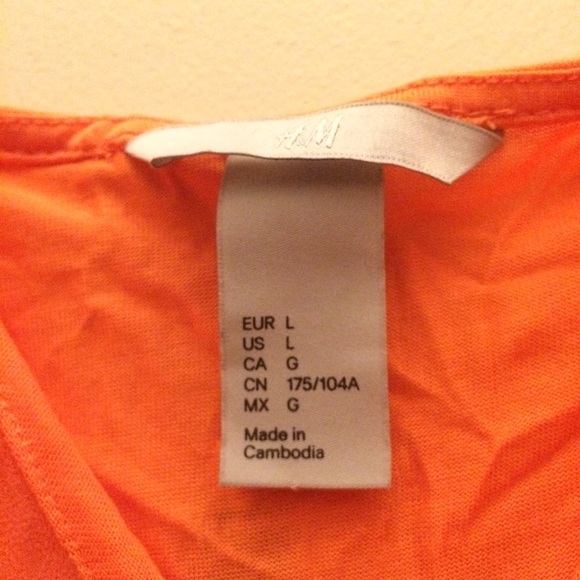 H&M
EUR L
US L
CA G
CN 175/104A
MX G
Made in
Cambodia